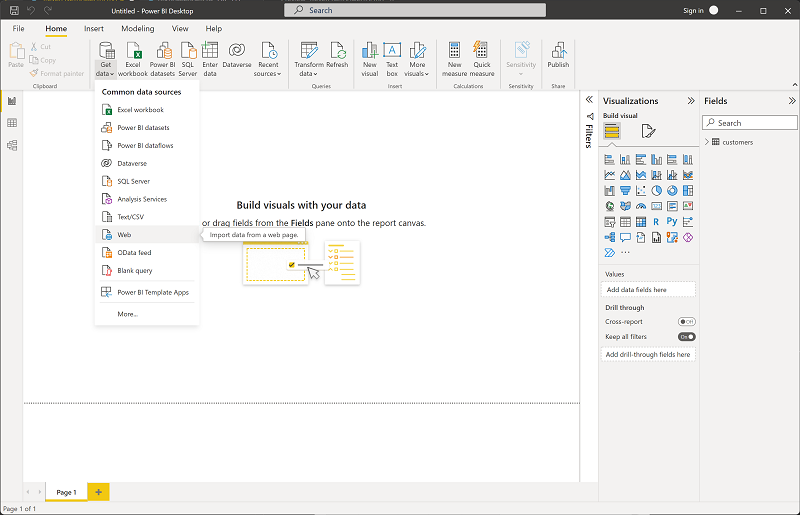 Untitled - Power BI Desktop
Search
Sign in
File Home Insert Modeling View Help
Paste
Cut
Copy
Format painter
Clipboard
Get data
Excel workbook
Power BI datasets
SQL Server
Enter data
Dataverse
Recent sources
Transform data
Refresh
Queries
New visual
Text box
More visuals
Insert
New measure
Quick measure
Calculations
Sensitivity
Sensitivity
Publish
Share
Common data sources
Excel workbook
Power BI datasets
Power BI dataflows
Dataverse
SQL Server
Analysis Services
Text/CSV
Web
OData feed
Blank query
Power BI Template Apps
More...
Import data from a web page.
Build visuals with your data
or drag fields from the Fields pane onto the report canvas.
Filters
Visualizations
Build visual
R
Py
Values
Add data fields here
Drill through
Cross-report
Off
Keep all filters
On
Add drill-through fields here
Fields
Search
customers
Page 1
Page 1 of 1